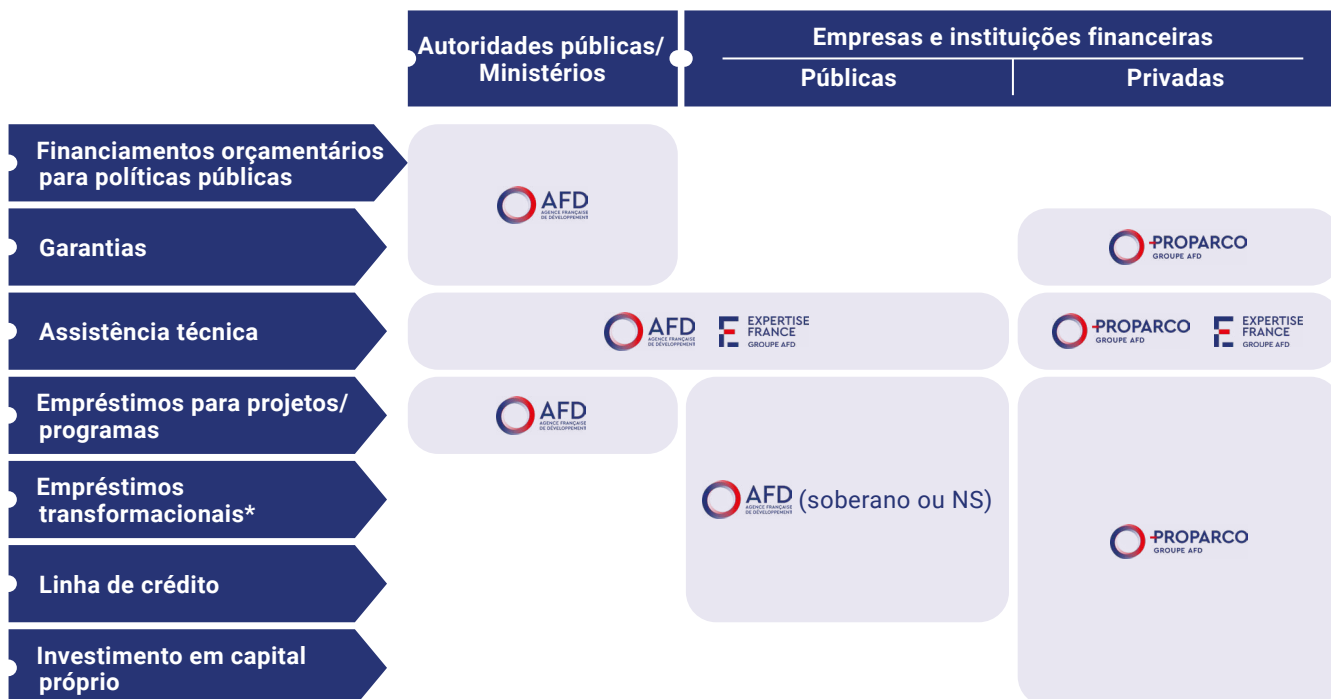 Autoridades públicas/
Ministérios
Empresas e instituições financeiras
Públicas
Privadas
Financiamentos orçamentários
para políticas públicas
AFD
AGENCE FRANÇAISE
DE DÉVELOPPEMENT
Garantias
PROPARCO
GROUPE AFD
Assistência técnica
AFD
AGENCE FRANÇAISE
DE DÉVELOPPEMENT
EXPERTISE
FRANCE
GROUPE AFD
PROPARCO
GROUPE AFD
EXPERTISE
FRANCE
GROUPE AFD
Empréstimos para projetos/
programas
AFD
AGENCE FRANÇAISE
DE DÉVELOPPEMENT
Empréstimos
transformacionais*
AFD (soberano ou NS)
AGENCE FRANÇAISE
DE DÉVELOPPEMENT
PROPARCO
GROUPE AFD
Linha de crédito
Investimento em capital
próprio